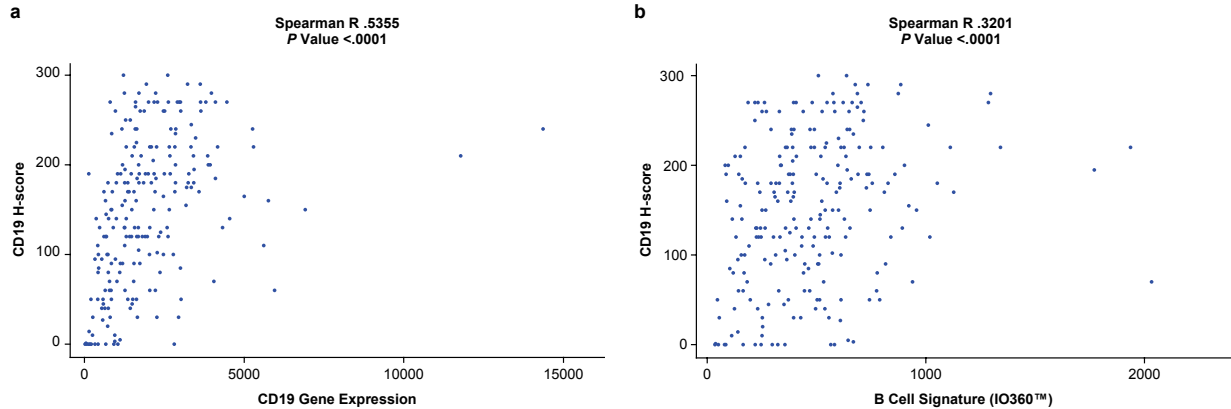 a
Spearman R .5355
P Value <.0001
300
200
100
0
CD19 H-score
0 5000 10000 15000
CD19 Gene Expression
b
Spearman R .3201
P Value <.0001
300
200
100
0
CD19 H-score
0 1000 2000
B Cell Signature (IO360™)